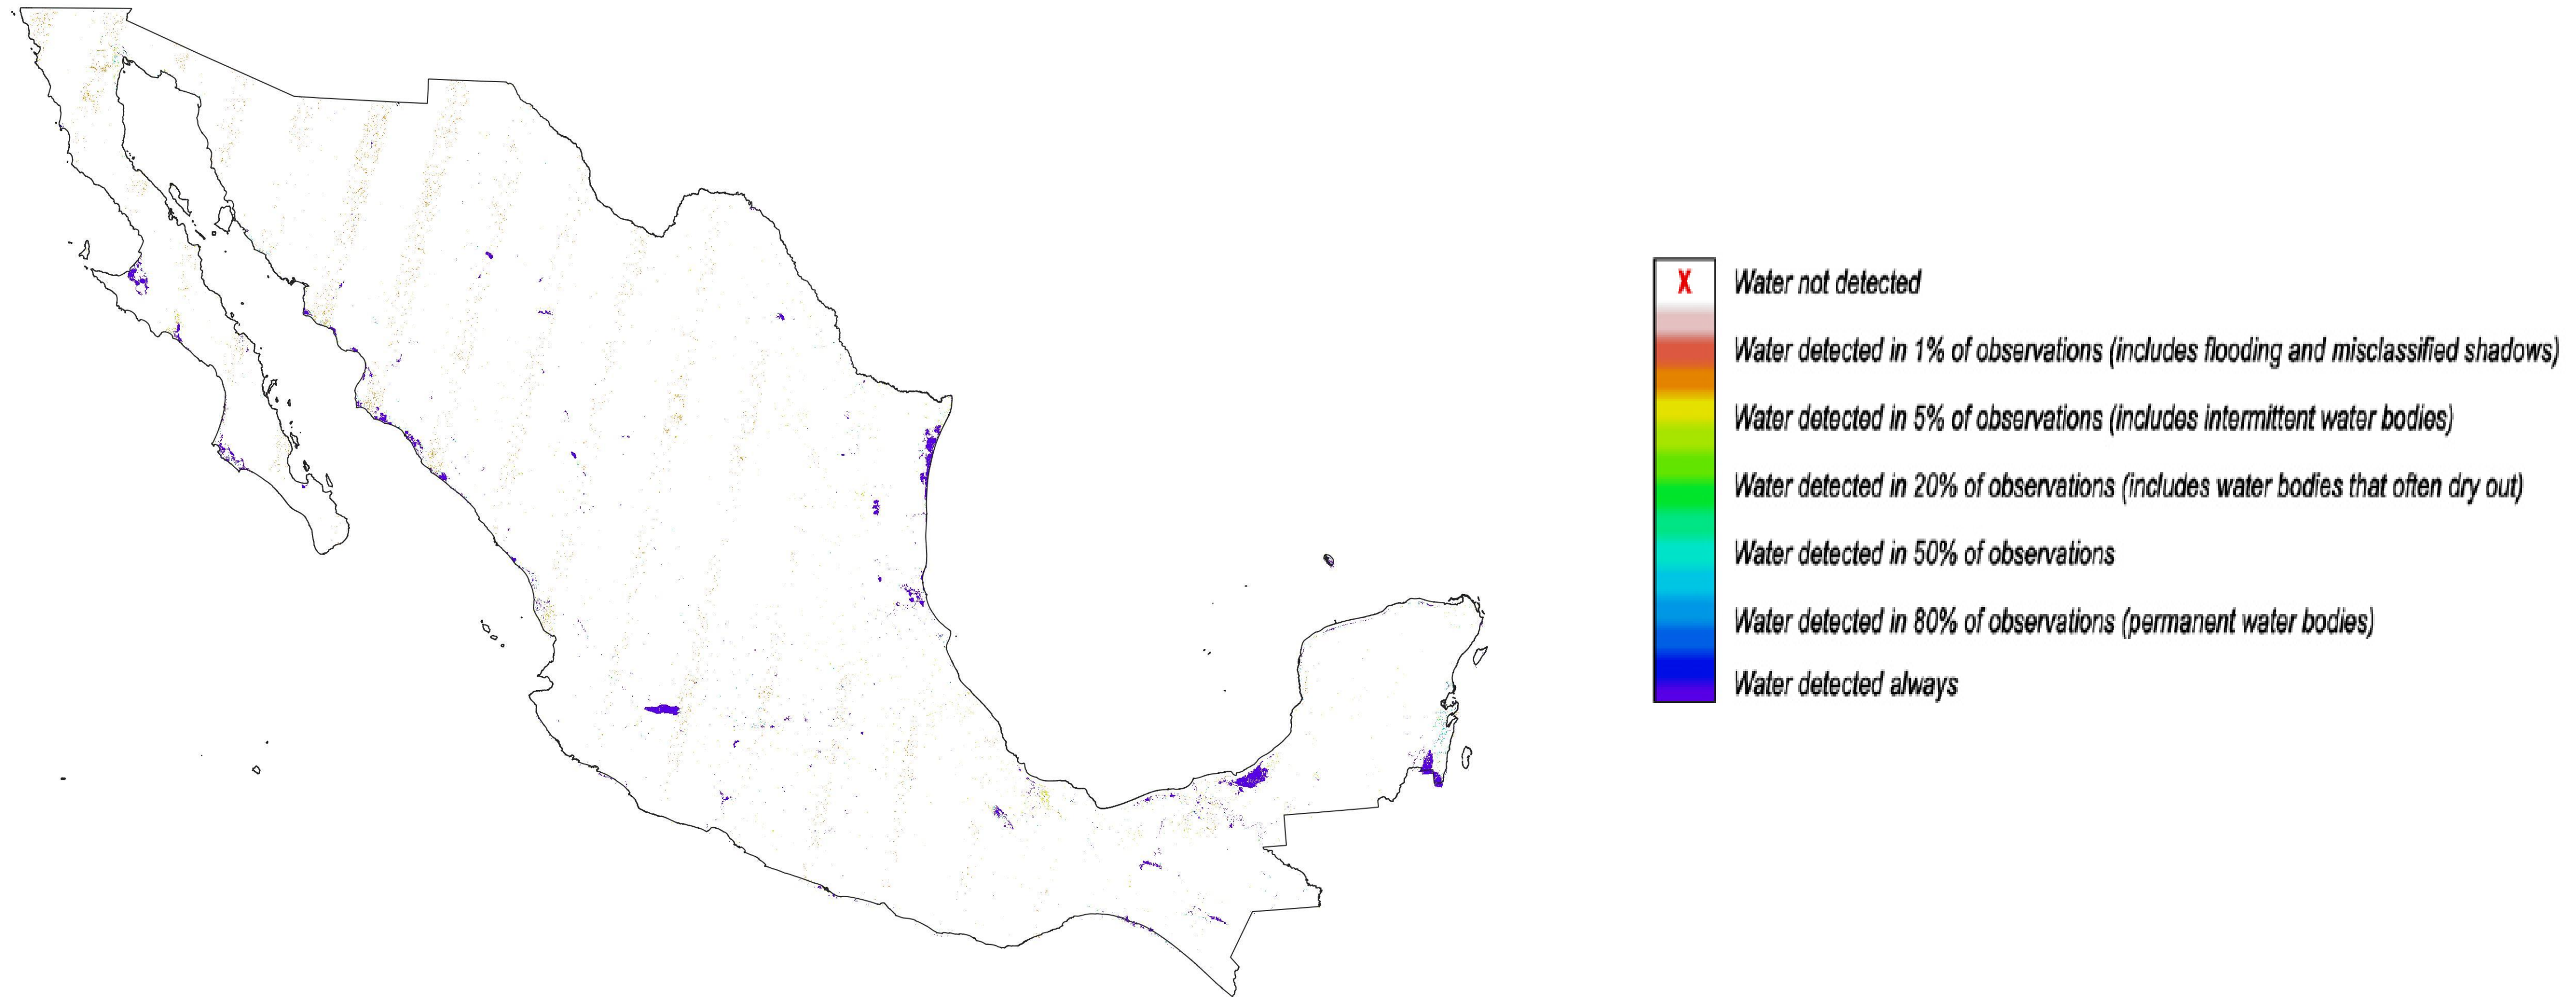 X
Water not detected
Water detected in 1% of observations (includes flooding and misclassified shadows)
Water detected in 5% of observations (includes intermittent water bodies)
Water detected in 20% of observations (includes water bodies that often dry out)
Water detected in 50% of observations
Water detected in 80% of observations (permanent water bodies)
Water detected always